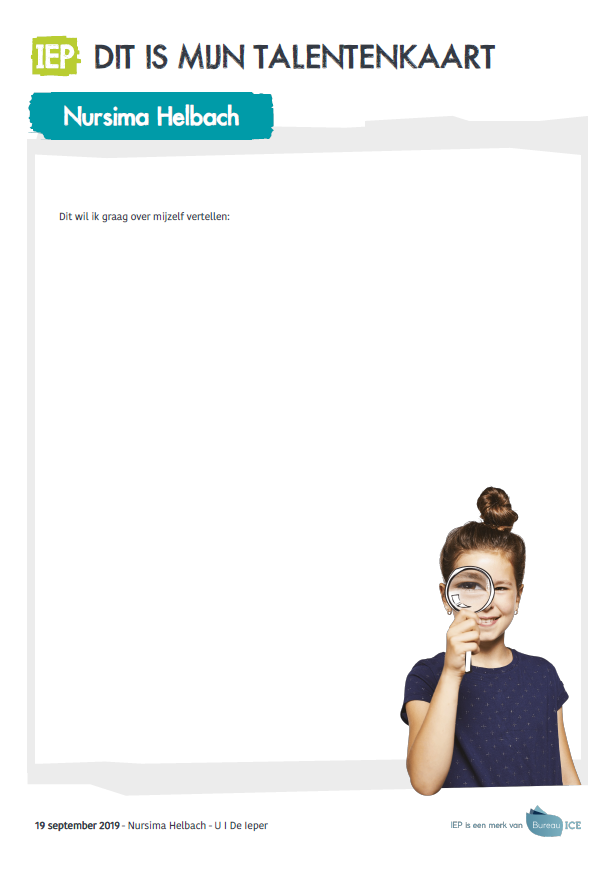 IEP DIT IS MIJN TALENTENKAART
Nursima Helbach
Dit wil ik graag over mijzelf vertellen:
19 september 2019 - Nursima Helbach - U I De Ieper
IEP is een merk van Bureau ICE